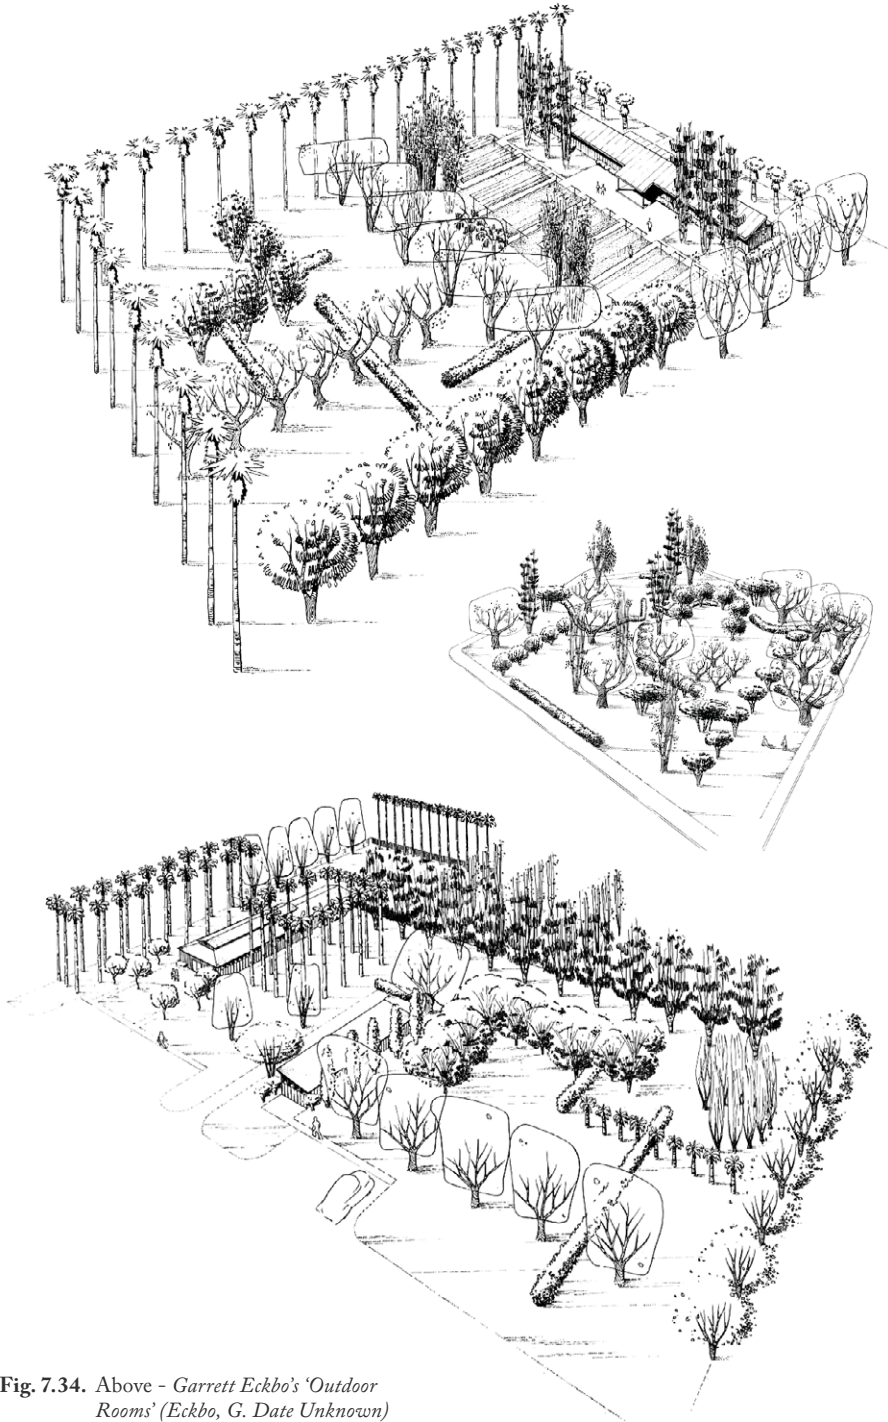 Fig. 7.34. Above - Garrett Eckbo's 'Outdoor
Rooms' (Eckbo, G. Date Unknown)